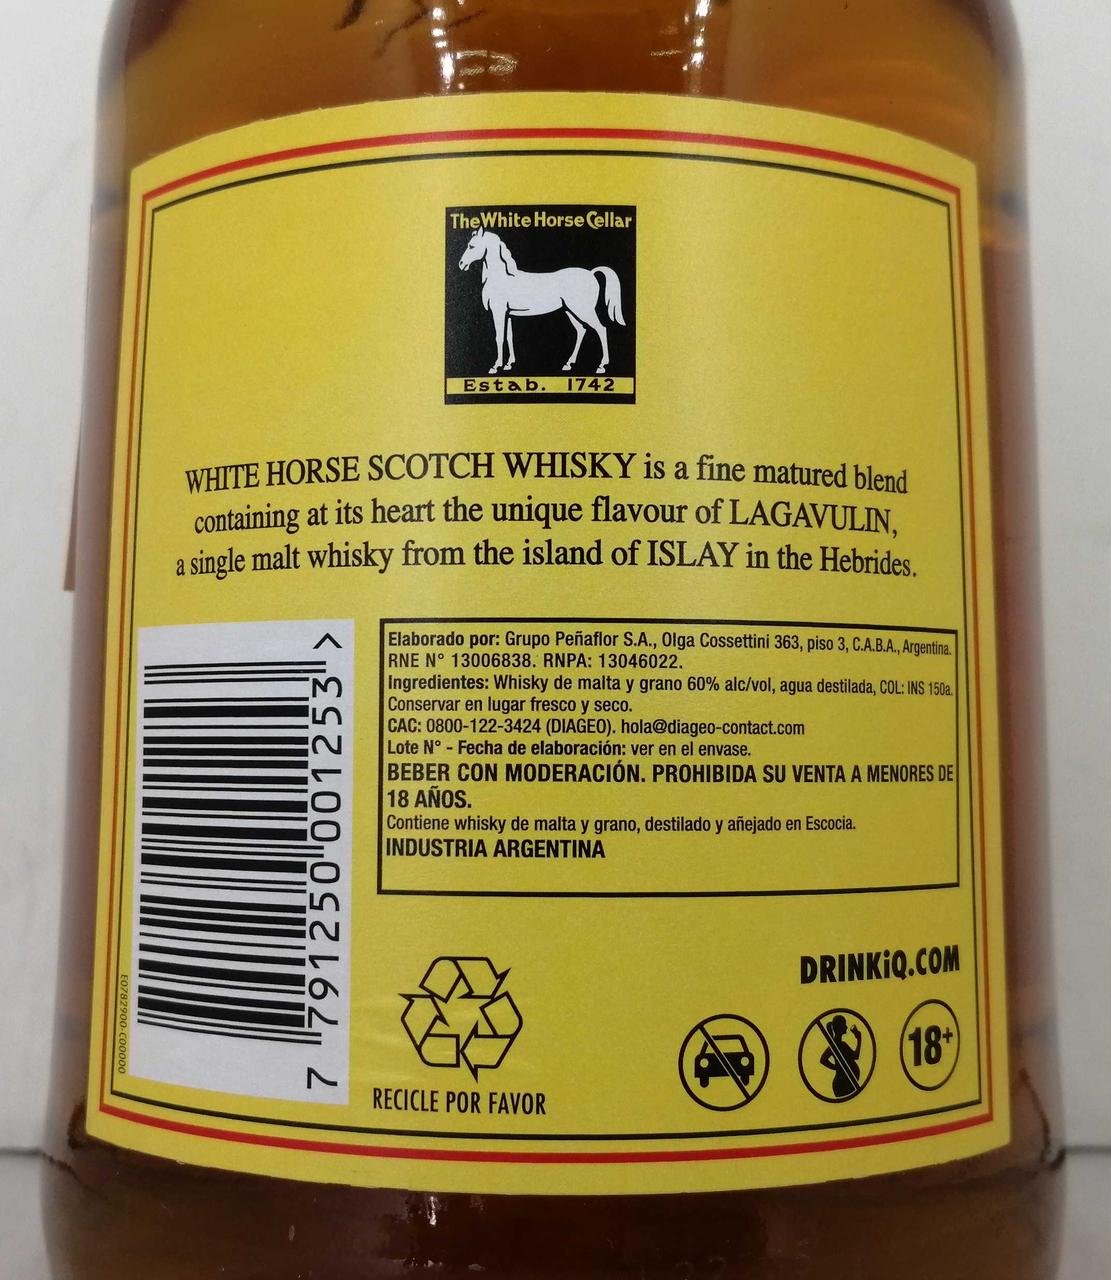 The White Horse Cellar
Estab. 1742
WHITE HORSE SCOTCH WHISKY is a fine matured blend
containing at its heart the unique flavour of LAGAVULIN,
a single malt whisky from the island of ISLAY in the Hebrides.
Elaborado por: Grupo Peñaflor S.A., Olga Cossettini 363, piso 3, C.A.B.A., Argentina.
RNE N° 13006838. RNPA: 13046022.
Ingredientes: Whisky de malta y grano 60% alc/vol, agua destilada, COL: INS 150a.
Conservar en lugar fresco y seco.
CAC: 0800-122-3424 (DIAGEO). hola@diageo-contact.com
Lote N° - Fecha de elaboración: ver en el envase.
BEBER CON MODERACIÓN. PROHIBIDA SU VENTA A MENORES DE
18 AÑOS.
Contiene whisky de malta y grano, destilado y añejado en Escocia.
INDUSTRIA ARGENTINA
7 791250 001253 >
E0782900-C00000
RECICLE POR FAVOR
DRINKiQ.COM
18+